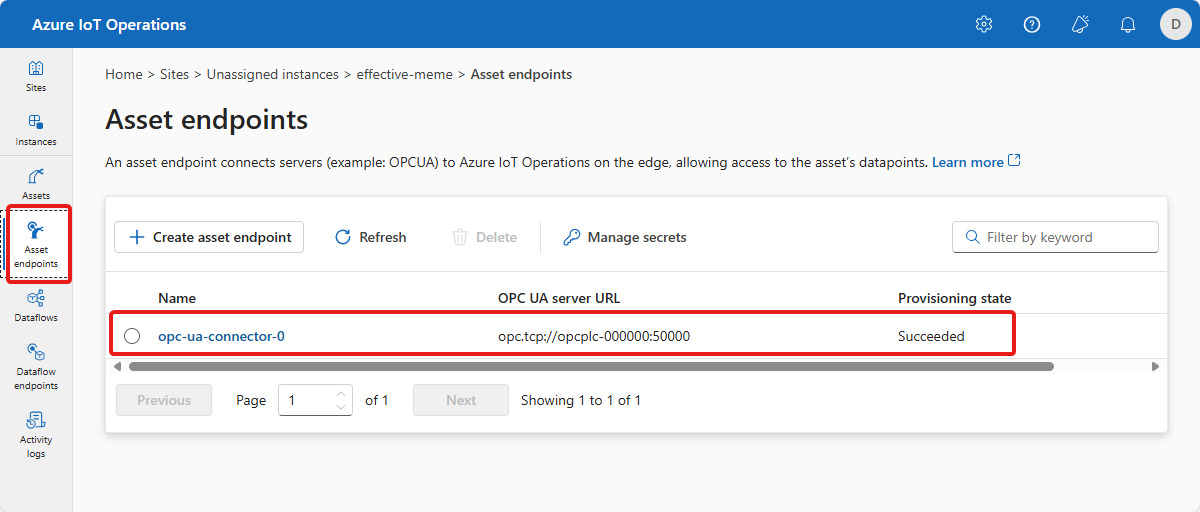 Azure IoT Operations
D
Sites
Instances
Assets
Asset
endpoints
Dataflows
Dataflow
endpoints
Activity
logs
Home > Sites > Unassigned instances > effective-meme > Asset endpoints
Asset endpoints
An asset endpoint connects servers (example: OPCUA) to Azure IoT Operations on the edge, allowing access to the asset’s datapoints. Learn more
Create asset endpoint Refresh Delete Manage secrets Filter by keyword
Name OPC UA server URL Provisioning state
opc-ua-connector-0 opc.tcp://opcplc-000000:50000 Succeeded
Previous Page 1 of 1 Next Showing 1 to 1 of 1